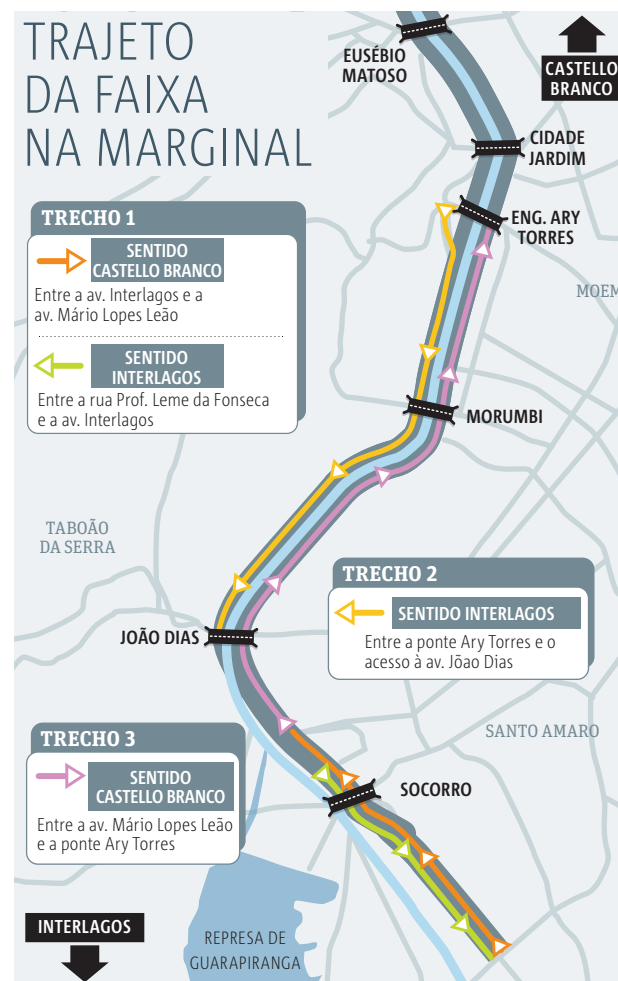 TRAJETO
DA FAIXA
NA MARGINAL
EUSÉBIO
MATOSO
CASTELLO
BRANCO
CIDADE
JARDIM
ENG. ARY
TORRES
TRECHO 1
SENTIDO
CASTELLO BRANCO
Entre a av. Interlagos e a
av. Mário Lopes Leão
SENTIDO
INTERLAGOS
Entre a rua Prof. Leme da Fonseca
e a av. Interlagos
MOEM
MORUMBI
TABOÃO
DA SERRA
TRECHO 2
SENTIDO INTERLAGOS
Entre a ponte Ary Torres e o
acesso à av. Jõao Dias
JOÃO DIAS
SANTO AMARO
TRECHO 3
SENTIDO
CASTELLO BRANCO
Entre a av. Mário Lopes Leão
e a ponte Ary Torres
SOCORRO
INTERLAGOS
REPRESA DE
GUARAPIRANGA